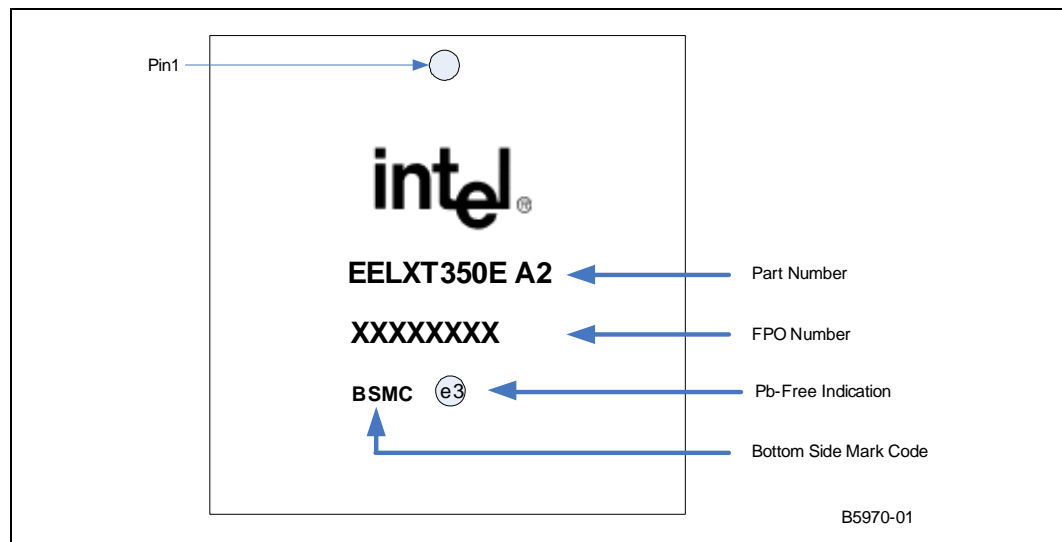 Pin1
intel®
EELXT350E A2
Part Number
XXXXXXXX
FPO Number
BSMC e3
Pb-Free Indication
Bottom Side Mark Code
B5970-01